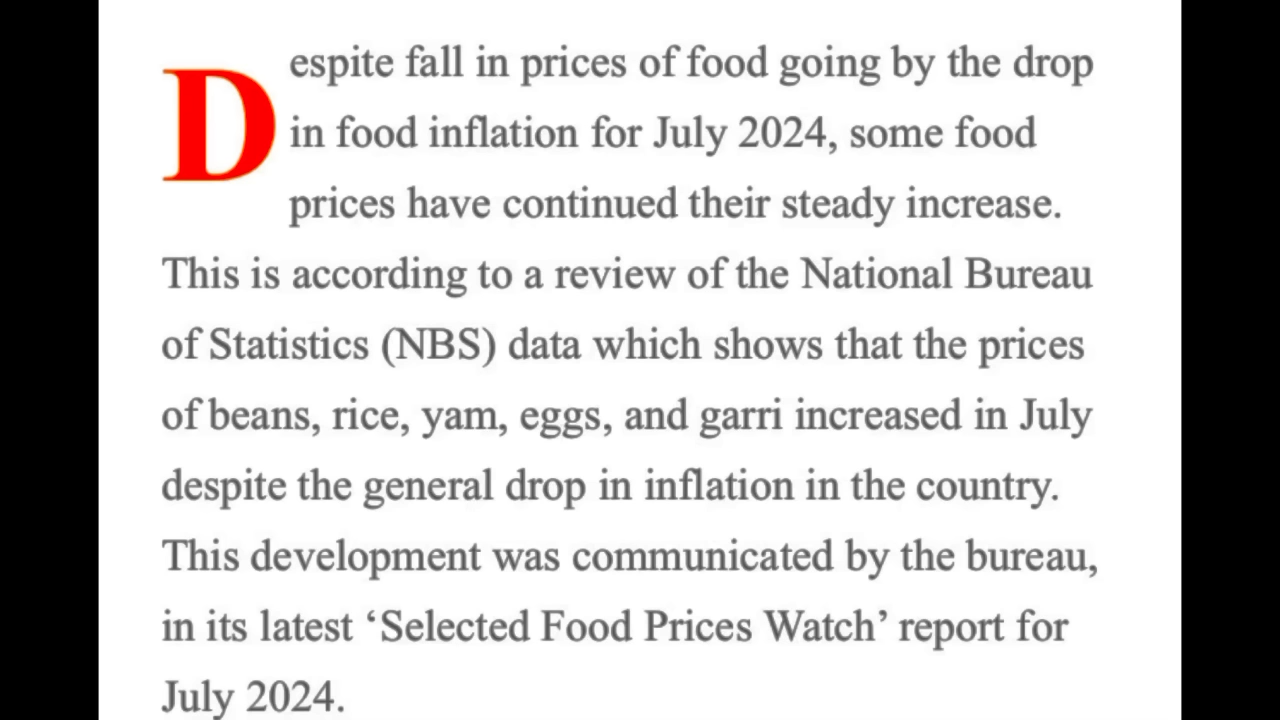 Despite fall in prices of food going by the drop
in food inflation for July 2024, some food
prices have continued their steady increase.
This is according to a review of the National Bureau
of Statistics (NBS) data which shows that the prices
of beans, rice, yam, eggs, and garri increased in July
despite the general drop in inflation in the country.
This development was communicated by the bureau,
in its latest ‘Selected Food Prices Watch’ report for
July 2024.